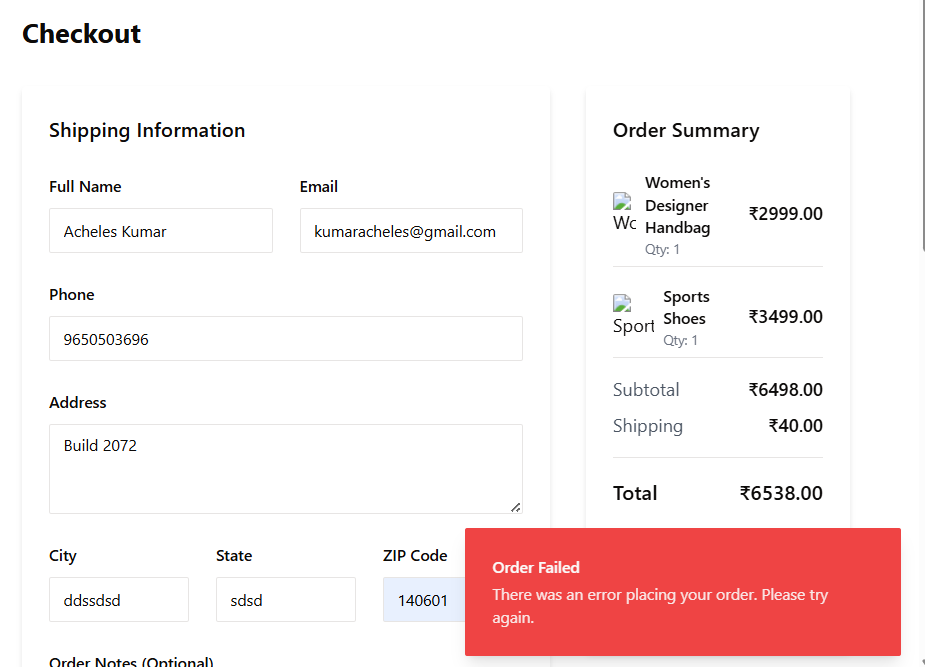 Checkout
Shipping Information
Full Name
Email
Acheles Kumar
kumaracheles@gmail.com
Phone
9650503696
Address
Build 2072
City
State
ZIP Code
ddssdsd
sdsd
140601
Order Notes (Optional)
Order Summary
Wo
Women's
Designer
Handbag
Qty: 1
₹2999.00
Sport
Sports
Shoes
Qty: 1
₹3499.00
Subtotal
₹6498.00
Shipping
₹40.00
Total
₹6538.00
Order Failed
There was an error placing your order. Please try
again.